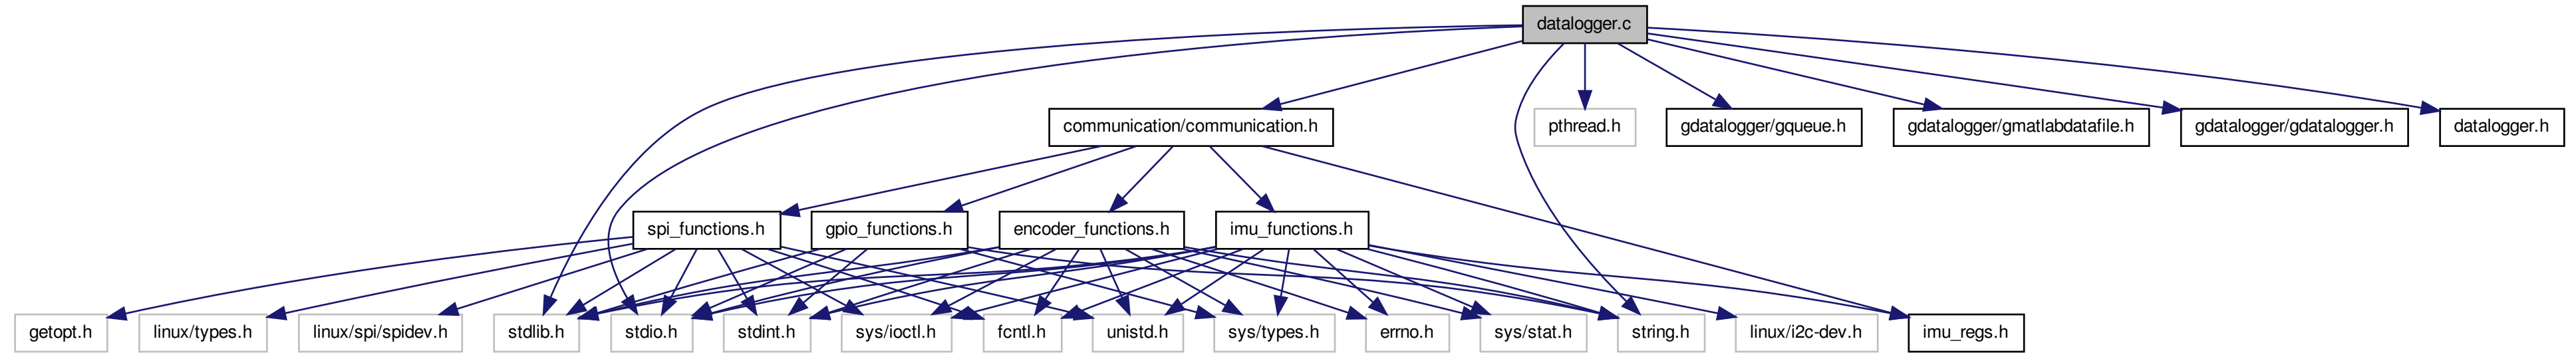 datalogger.c
communication/communication.h
pthread.h
gdatalogger/gqueue.h
gdatalogger/gmatlabdatafile.h
gdatalogger/gdatalogger.h
datalogger.h
spi_functions.h
gpio_functions.h
encoder_functions.h
imu_functions.h
getopt.h
linux/types.h
linux/spi/spidev.h
stdlib.h
stdio.h
stdint.h
sys/ioctl.h
fcntl.h
unistd.h
sys/types.h
errno.h
sys/stat.h
string.h
linux/i2c-dev.h
imu_regs.h